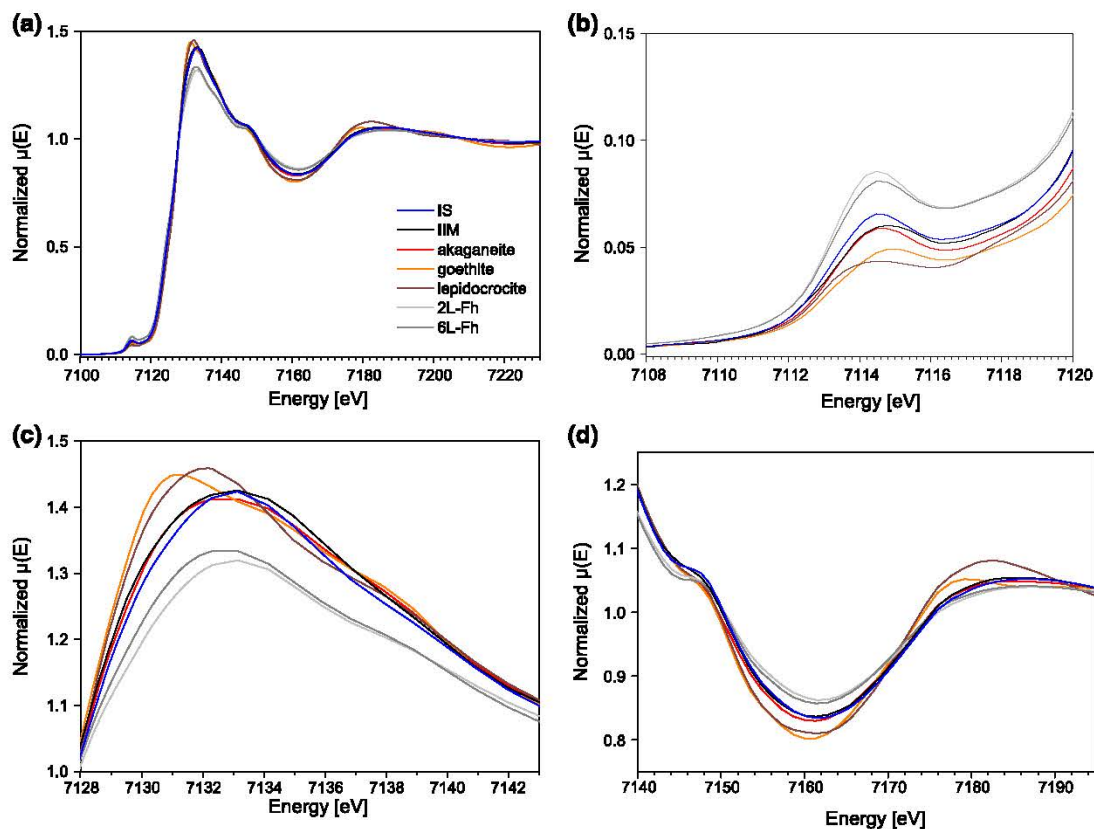 (a)
1.5
1.0
0.5
0.0
Normalized μ(E)
IS
IIM
akaganeite
goethite
lepidocrocite
2L-Fh
6L-Fh
7100 7120 7140 7160 7180 7200 7220
Energy [eV]
(b)
0.15
0.10
0.05
0.00
Normalized μ(E)
7108 7110 7112 7114 7116 7118 7120
Energy [eV]
(c)
1.5
1.4
1.3
1.2
1.1
1.0
Normalized μ(E)
7128 7130 7132 7134 7136 7138 7140 7142
Energy [eV]
(d)
1.2
1.1
1.0
0.9
0.8
Normalized μ(E)
7140 7150 7160 7170 7180 7190
Energy [eV]